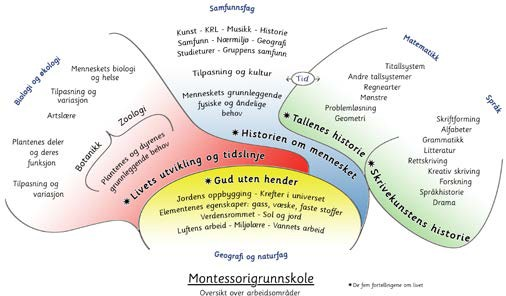 Samfunnsfag
Kunst - KRL - Musikk - Historie
Samfunn - Nærmiljø - Geografi
Studieturer - Gruppens samfunn
Tilpasning og kultur
Menneskets grunnleggende
fysiske og åndelige
behov
Tid
Matematikk
Titallsystem
Andre tallsystemer
Regnearter
Mønstre
Problemløsning
Geometri
Språk
Skriftforming
Alfabeter
Grammatikk
Litteratur
Rettskriving
Kreativ skriving
Forskning
Språkhistorie
Drama
Biologi og økologi
Menneskets biologi
og helse
Tilpasning og
variasjon
Artslære
Zoologi
Botanikk
Plantenes deler og
deres
funksjon
Tilpasning og
variasjon
Plantenes og dyrenes
grunnleggende behov
* Livets utvikling og tidslinje
* Historien om mennesket
* Tallenes historie
* Skrivekunstens historie
* Gud uten hender
Jordens oppbygging - Krefter i universet
Elementenes egenskaper: gass, væske, faste stoffer
Verdensrommet - Sol og jord
Luftens arbeid - Miljølære - Vannets arbeid
Geografi og naturfag
Montessorigrunnskole
Oversikt over arbeidsområder
* De fem fortellingene om livet